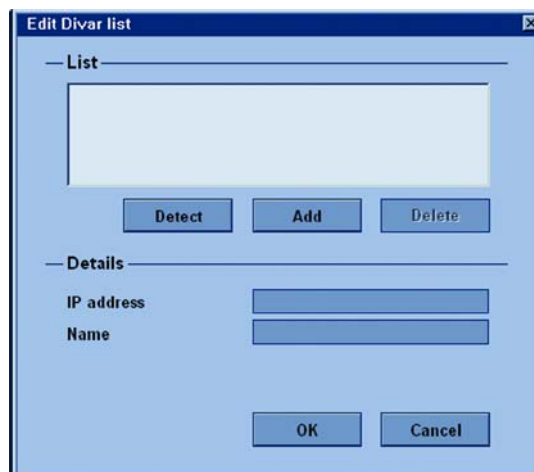 Edit Divar list
List
Detect Add Delete
Details
IP address
Name
OK Cancel